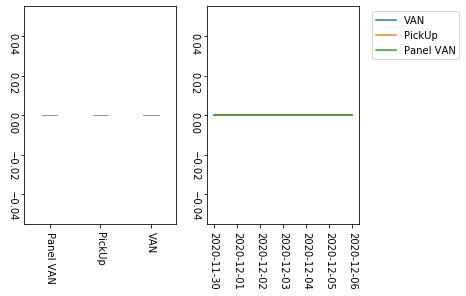 0.04
0.02
0.00
−0.02
−0.04
Panel VAN
PickUp
VAN
0.04
0.02
0.00
−0.02
−0.04
2020-11-30
2020-12-01
2020-12-02
2020-12-03
2020-12-04
2020-12-05
2020-12-06
VAN
PickUp
Panel VAN